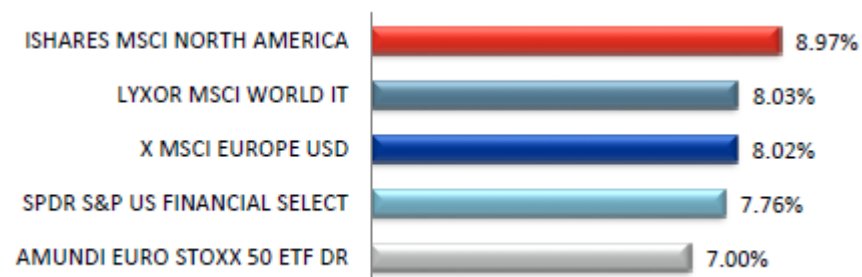 ISHARES MSCI NORTH AMERICA 8.97%
LYXOR MSCI WORLD IT 8.03%
X MSCI EUROPE USD 8.02%
SPDR S&P US FINANCIAL SELECT 7.76%
AMUNDI EURO STOXX 50 ETF DR 7.00%